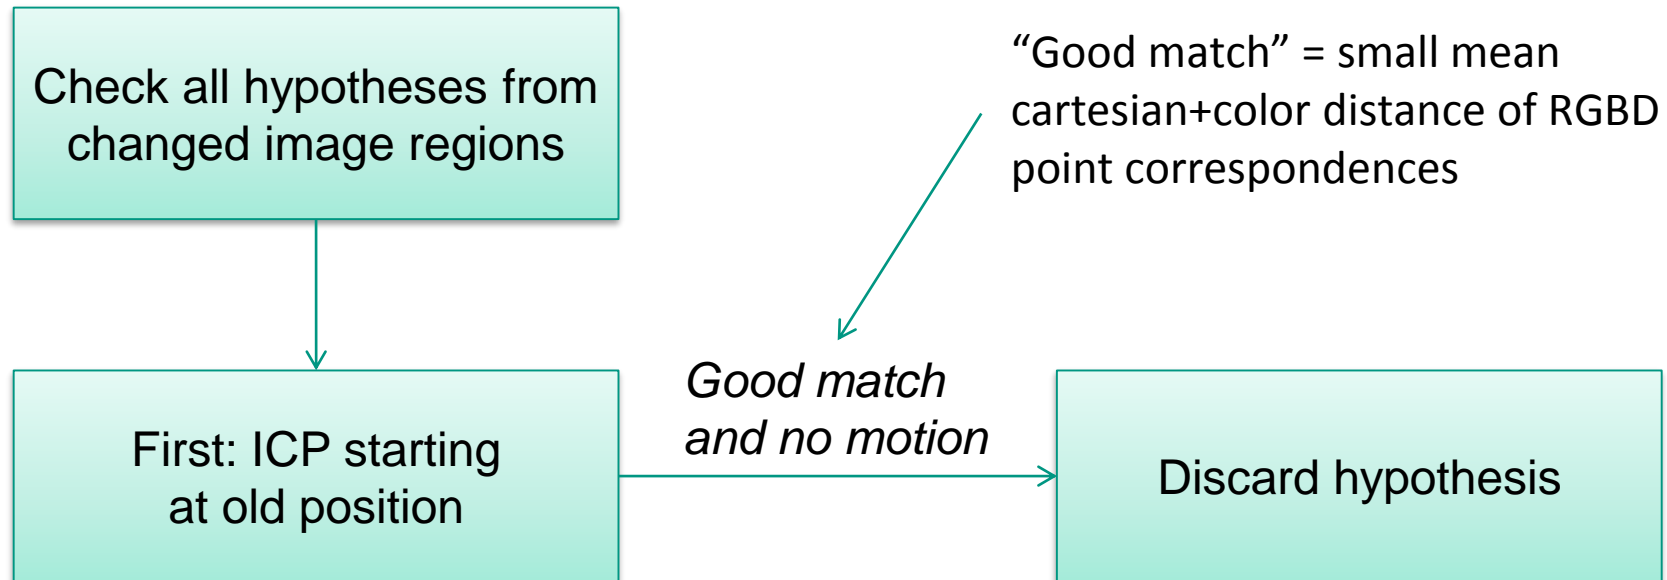 Check all hypotheses from
changed image regions
“Good match” = small mean
cartesian+color distance of RGBD
point correspondences
First: ICP starting
at old position
Good match
and no motion
Discard hypothesis